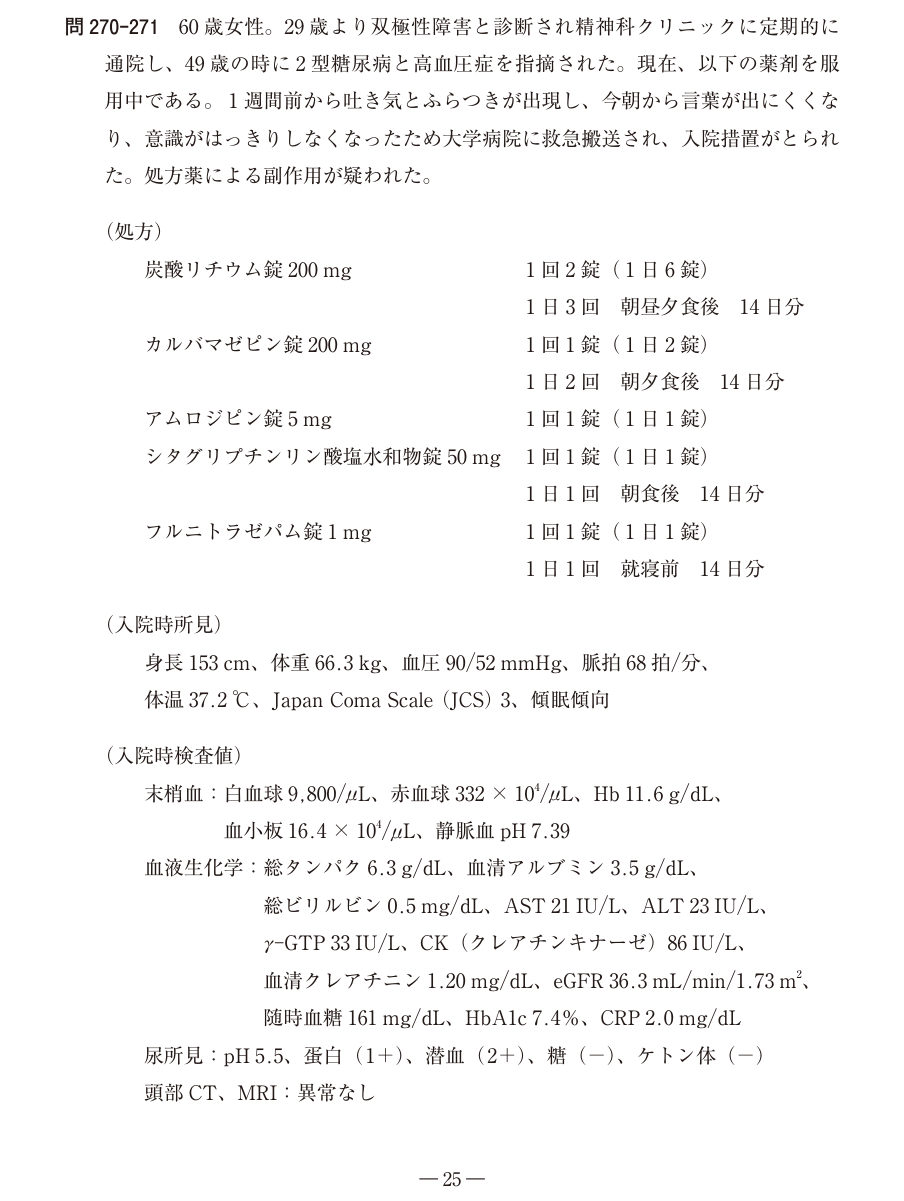 問 270-271 60 歳女性。29 歳より双極性障害と診断され精神科クリニックに定期的に
通院し、49 歳の時に 2 型糖尿病と高血圧症を指摘された。現在、以下の薬剤を服
用中である。1 週間前から吐き気とふらつきが出現し、今朝から言葉が出にくくな
り、意識がはっきりしなくなったため大学病院に救急搬送され、入院措置がとられ
た。処方薬による副作用が疑われた。
（処方）
炭酸リチウム錠 200 mg 1 回 2 錠（1 日 6 錠）
1 日 3 回 朝昼夕食後 14 日分
カルバマゼピン錠 200 mg 1 回 1 錠（1 日 2 錠）
1 日 2 回 朝夕食後 14 日分
アムロジピン錠 5 mg 1 回 1 錠（1 日 1 錠）
シタグリプチンリン酸塩水和物錠 50 mg 1 回 1 錠（1 日 1 錠）
1 日 1 回 朝食後 14 日分
フルニトラゼパム錠 1 mg 1 回 1 錠（1 日 1 錠）
1 日 1 回 就寝前 14 日分
（入院時所見）
身長 153 cm、体重 66.3 kg、血圧 90/52 mmHg、脈拍 68 拍/分、
体温 37.2 ℃、Japan Coma Scale（JCS）3、傾眠傾向
（入院時検査値）
末梢血：白血球 9,800/μL、赤血球 332 × 10⁴/μL、Hb 11.6 g/dL、
血小板 16.4 × 10⁴/μL、静脈血 pH 7.39
血液生化学：総タンパク 6.3 g/dL、血清アルブミン 3.5 g/dL、
総ビリルビン 0.5 mg/dL、AST 21 IU/L、ALT 23 IU/L、
γ-GTP 33 IU/L、CK（クレアチンキナーゼ）86 IU/L、
血清クレアチニン 1.20 mg/dL、eGFR 36.3 mL/min/1.73 m²、
随時血糖 161 mg/dL、HbA1c 7.4%、CRP 2.0 mg/dL
尿所見：pH 5.5、蛋白（1＋）、潜血（2＋）、糖（－）、ケトン体（－）
頭部 CT、MRI：異常なし
— 25 —